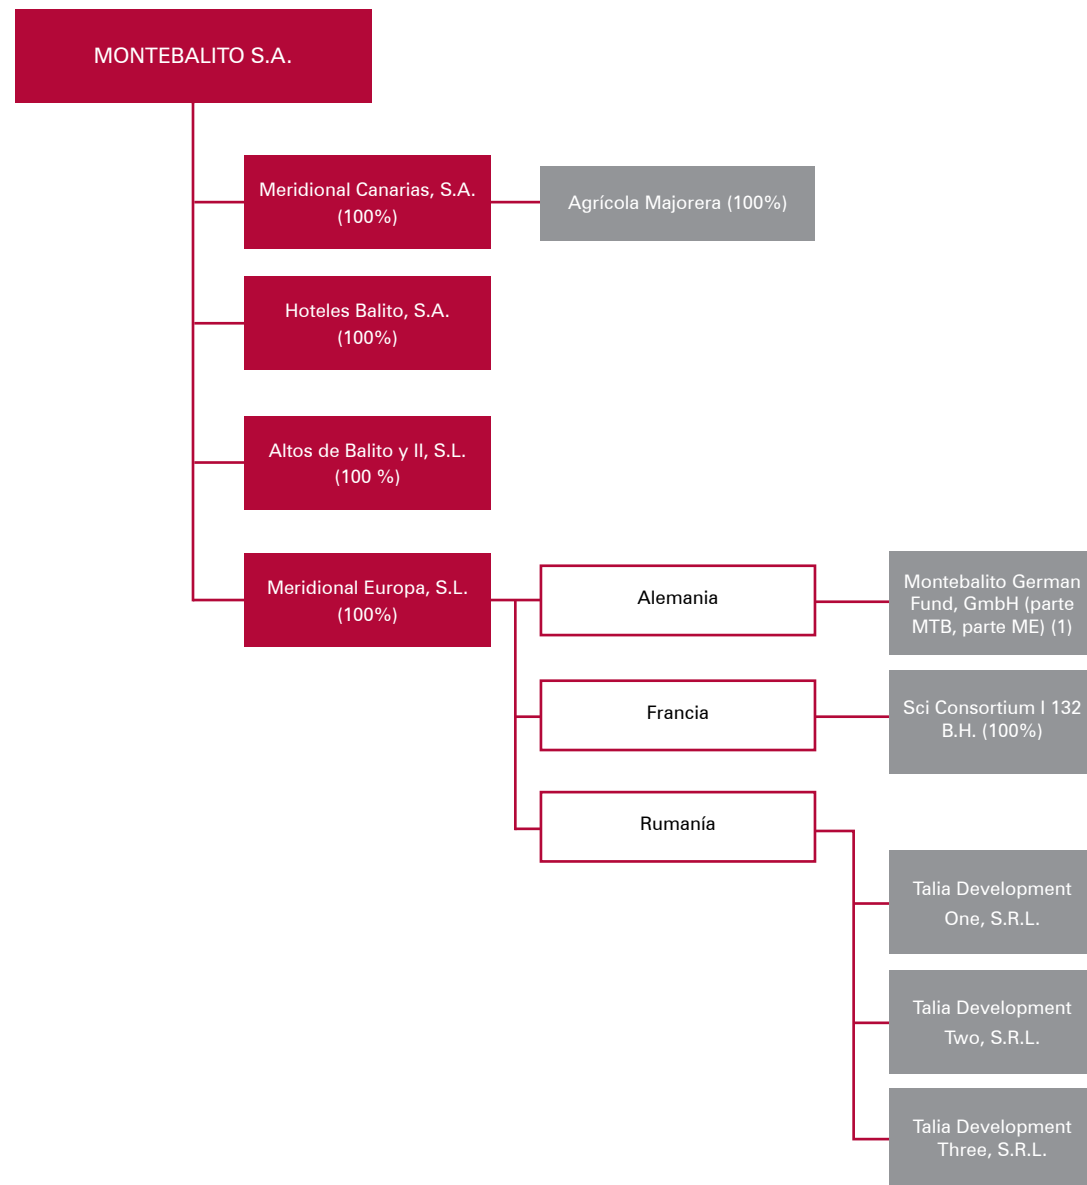 MONTEBALITO S.A.
Meridional Canarias, S.A.
(100%)
Agrícola Majorera (100%)
Hoteles Balito, S.A.
(100%)
Altos de Balito y II, S.L.
(100 %)
Meridional Europa, S.L.
(100%)
Alemania
Montebalito German
Fund, GmbH (parte
MTB, parte ME) (1)
Francia
Sci Consortium I 132
B.H. (100%)
Rumanía
Talia Development
One, S.R.L.
Talia Development
Two, S.R.L.
Talia Development
Three, S.R.L.